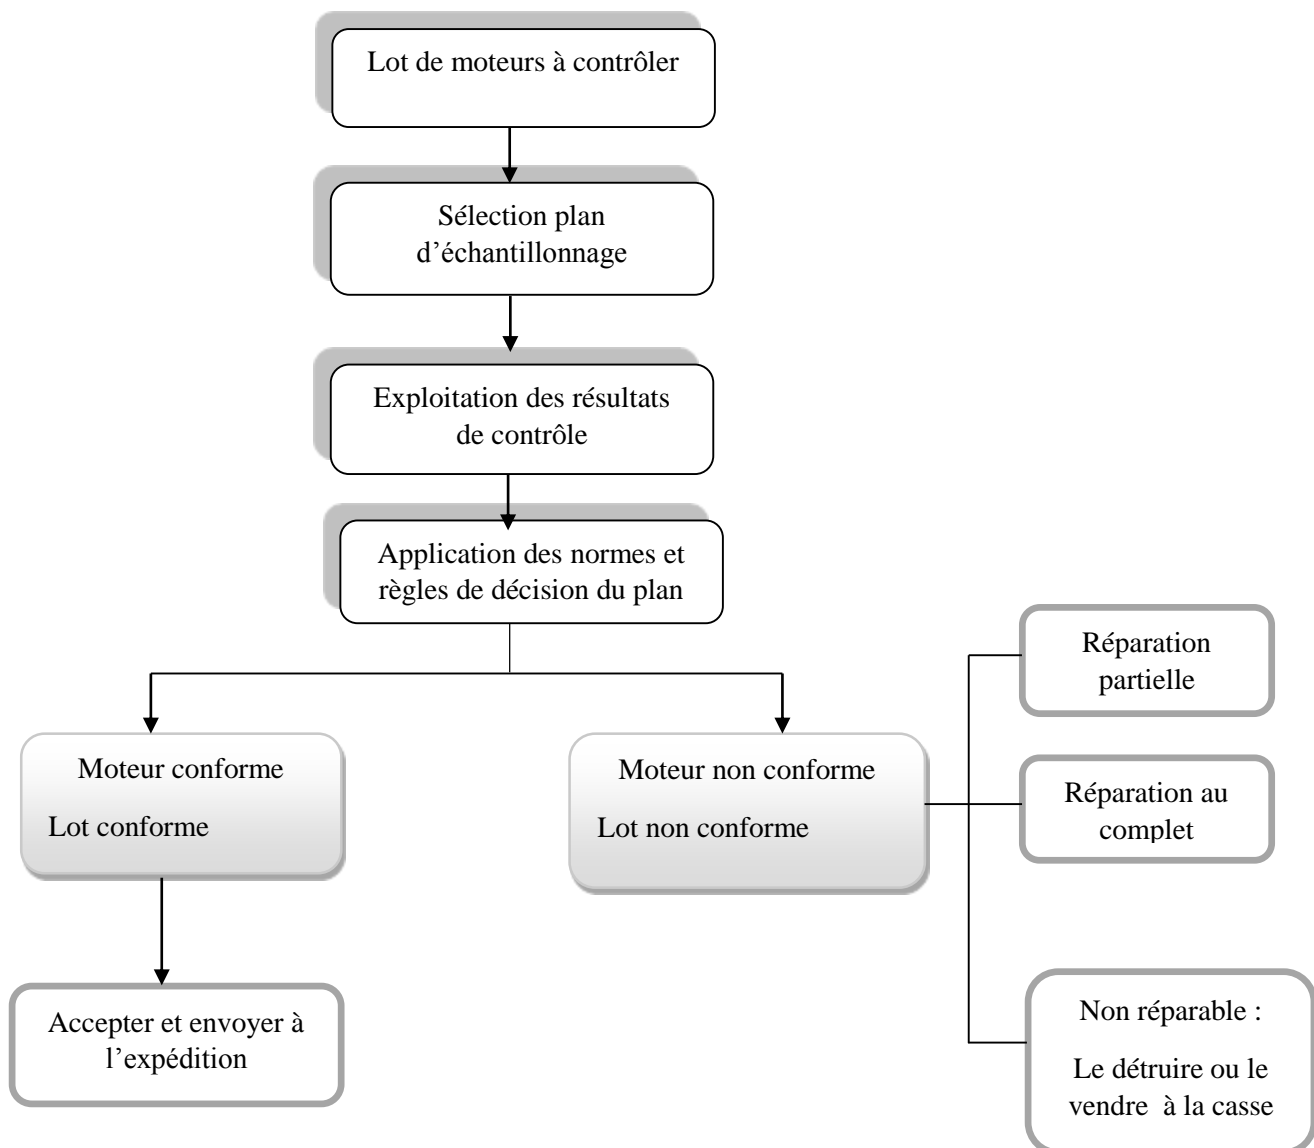 Lot de moteurs à contrôler
Sélection plan
d’échantillonnage
Exploitation des résultats
de contrôle
Application des normes et
règles de décision du plan
Moteur conforme
Lot conforme
Moteur non conforme
Lot non conforme
Réparation
partielle
Réparation au
complet
Non réparable :
Le détruire ou le
vendre à la casse
Accepter et envoyer à
l’expédition